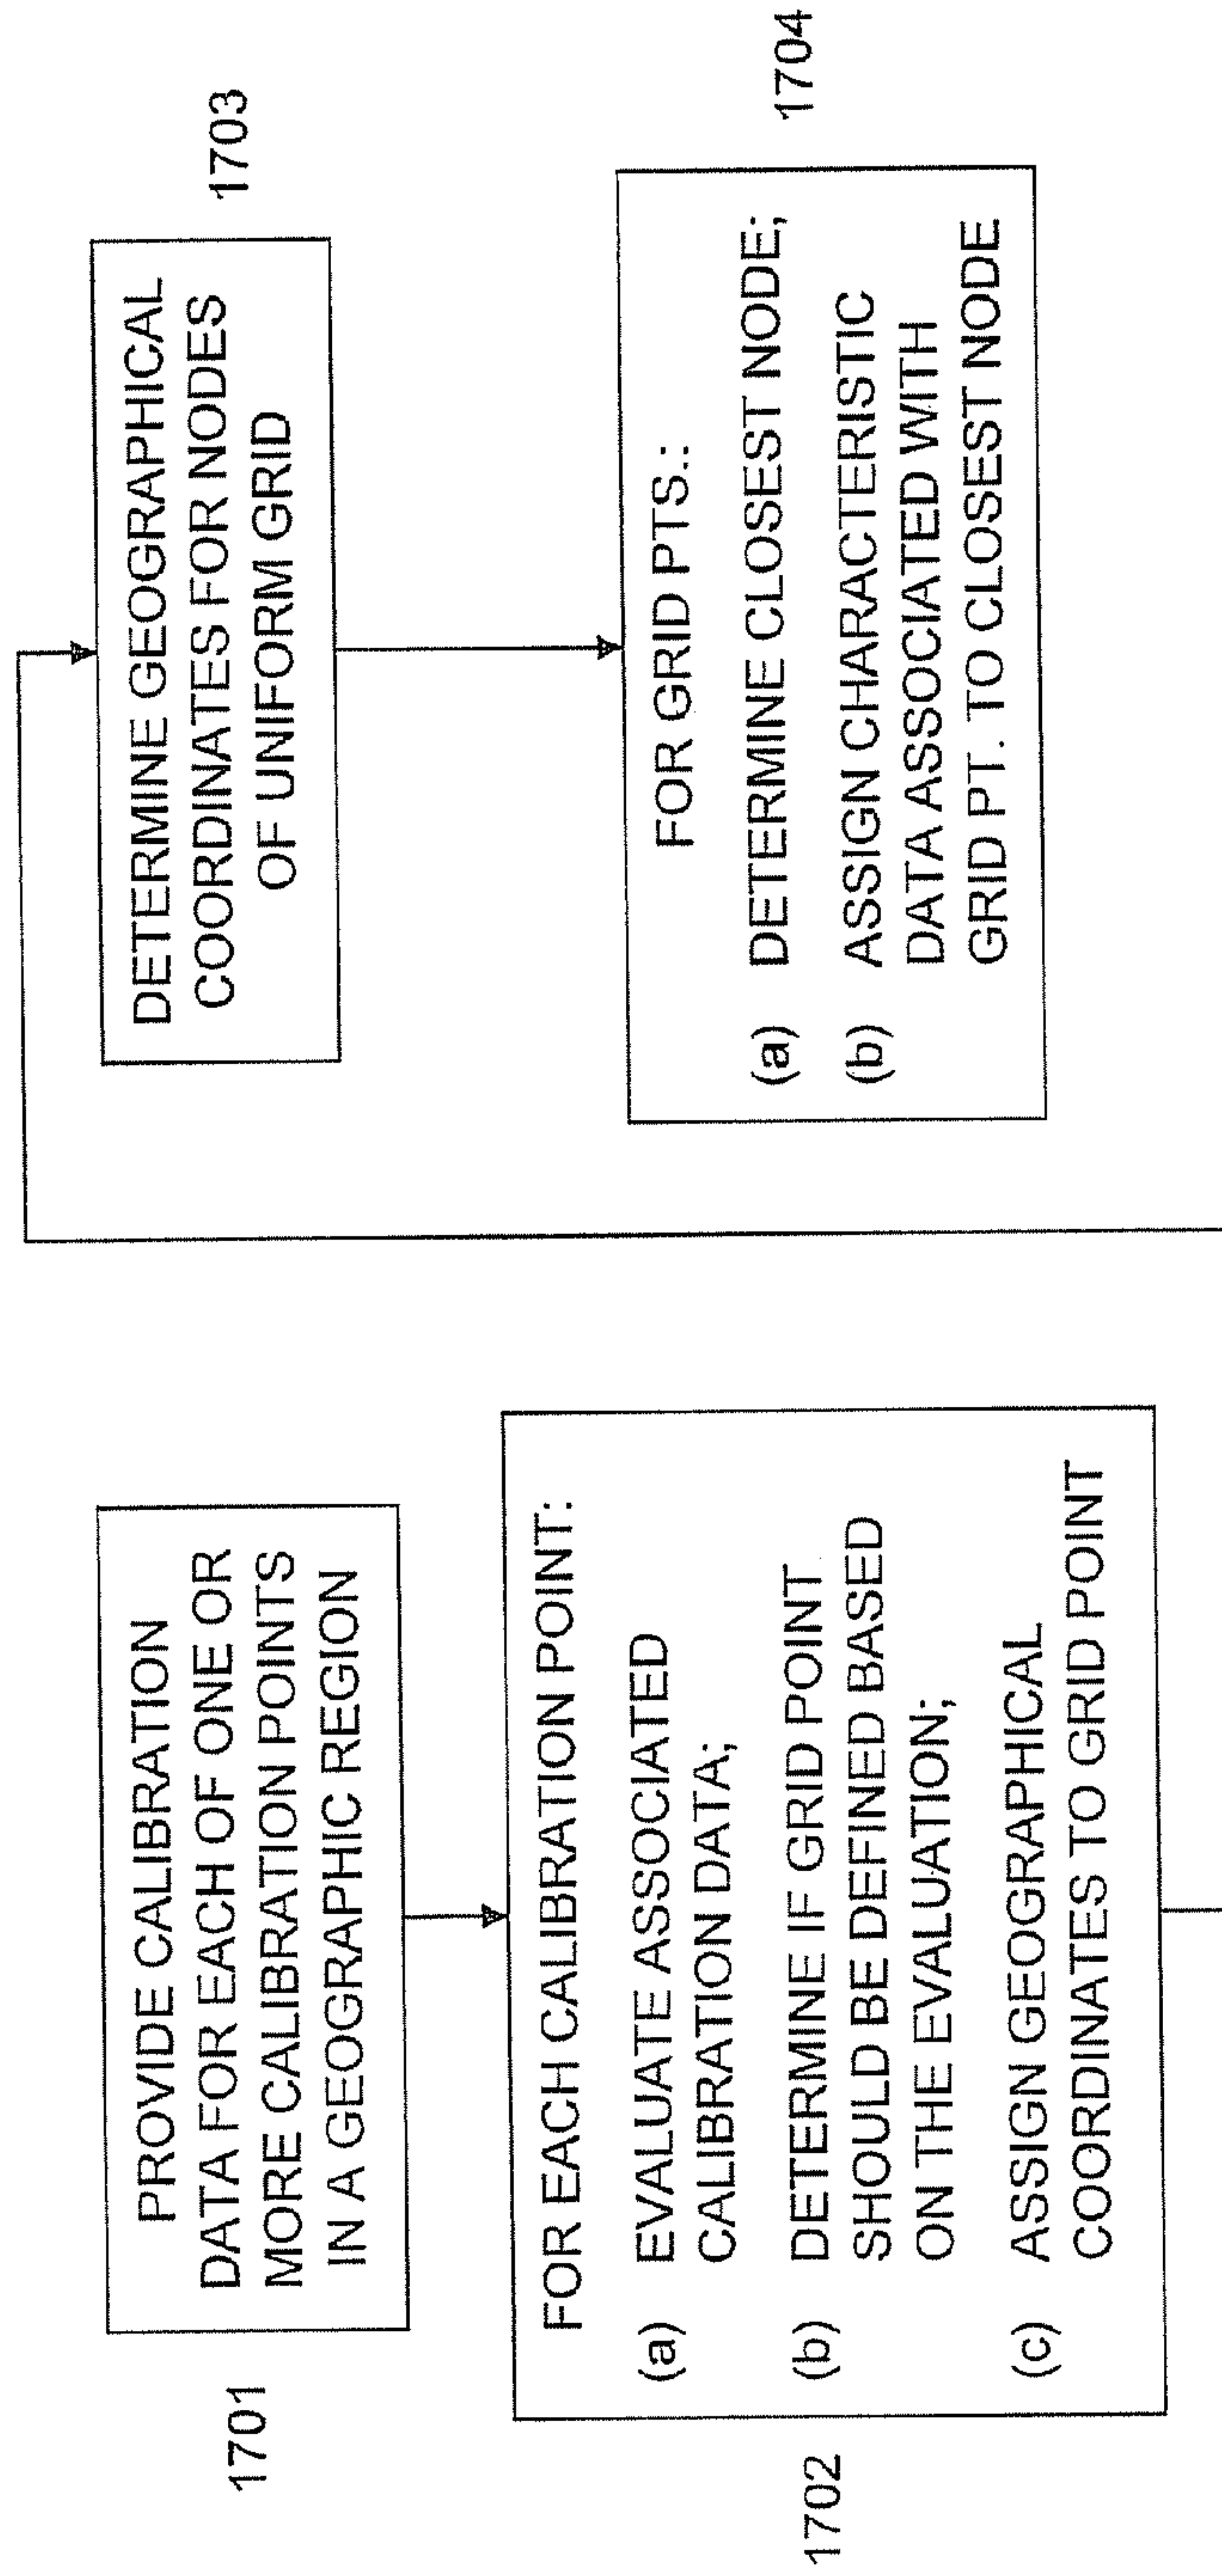 1701
PROVIDE CALIBRATION
DATA FOR EACH OF ONE OR
MORE CALIBRATION POINTS
IN A GEOGRAPHIC REGION
1702
FOR EACH CALIBRATION POINT:
(a) EVALUATE ASSOCIATED
CALIBRATION DATA;
(b) DETERMINE IF GRID POINT
SHOULD BE DEFINED BASED
ON THE EVALUATION;
(c) ASSIGN GEOGRAPHICAL
COORDINATES TO GRID POINT
DETERMINE GEOGRAPHICAL
COORDINATES FOR NODES
OF UNIFORM GRID
1703
FOR GRID PTS.:
(a) DETERMINE CLOSEST NODE;
(b) ASSIGN CHARACTERISTIC
DATA ASSOCIATED WITH
GRID PT. TO CLOSEST NODE
1704